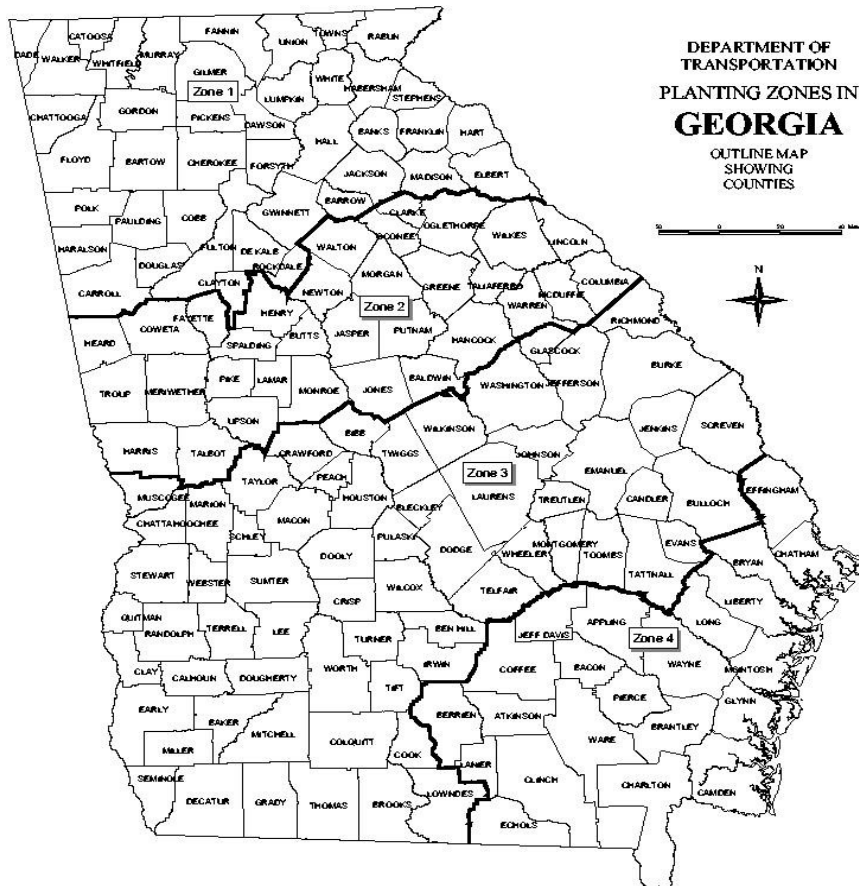 DEPARTMENT OF
TRANSPORTATION
PLANTING ZONES IN
GEORGIA
OUTLINE MAP
SHOWING
COUNTIES
N
FANNIN
TOWNS
RABUN
UNION
CATOOSA
MURRAY
DADE
WALKER
WHITFIELD
GILMER
WHITE
HABERSHAM
Zone 1
LUMPKIN
STEPHENS
CHATTOOGA
GORDON
PICKENS
DAWSON
BANKS
FRANKLIN
HART
HALL
FLOYD
BARTOW
CHEROKEE
FORSYTH
JACKSON
MADISON
ELBERT
POLK
PAULDING
COBB
GWINNETT
BARROW
CLARKE
OCONEE
OGLETHORPE
WILKES
LINCOLN
HARALSON
DOUGLAS
FULTON
DE KALB
ROCKDALE
WALTON
MORGAN
GREENE
TALIAFERRO
COLUMBIA
CARROLL
CLAYTON
NEWTON
MCDUFFIE
WARREN
HEARD
COWETA
FAYETTE
HENRY
Zone 2
RICHMOND
SPALDING
BUTTS
JASPER
PUTNAM
HANCOCK
GLASCOCK
BURKE
TROUP
MERIWETHER
PIKE
LAMAR
MONROE
JONES
BALDWIN
WASHINGTON
JEFFERSON
UPSON
WILKINSON
JENKINS
SCREVEN
HARRIS
TALBOT
CRAWFORD
BIBB
TWIGGS
JOHNSON
EMANUEL
Zone 3
MUSCOGEE
MARION
TAYLOR
PEACH
HOUSTON
LAURENS
TREUTLEN
CANDLER
BULLOCH
EFFINGHAM
CHATTAHOOCHEE
MACON
BLECKLEY
SCHLEY
DOOLY
PULASKI
DODGE
WHEELER
MONTGOMERY
TOOMBS
EVANS
CHATHAM
BRYAN
STEWART
WEBSTER
SUMTER
WILCOX
TELFAIR
TATTNALL
LIBERTY
CRISP
QUITMAN
RANDOLPH
TERRELL
LEE
TURNER
BEN HILL
JEFF DAVIS
APPLING
LONG
Zone 4
CLAY
CALHOUN
DOUGHERTY
WORTH
IRWIN
COFFEE
BACON
WAYNE
MCINTOSH
TIFT
PIERCE
GLYNN
EARLY
BAKER
BERRIEN
ATKINSON
BRANTLEY
MILLER
MITCHELL
COLQUITT
COOK
WARE
LANIER
CLINCH
CHARLTON
CAMDEN
SEMINOLE
DECATUR
GRADY
THOMAS
BROOKS
LOWNDES
ECHOLS